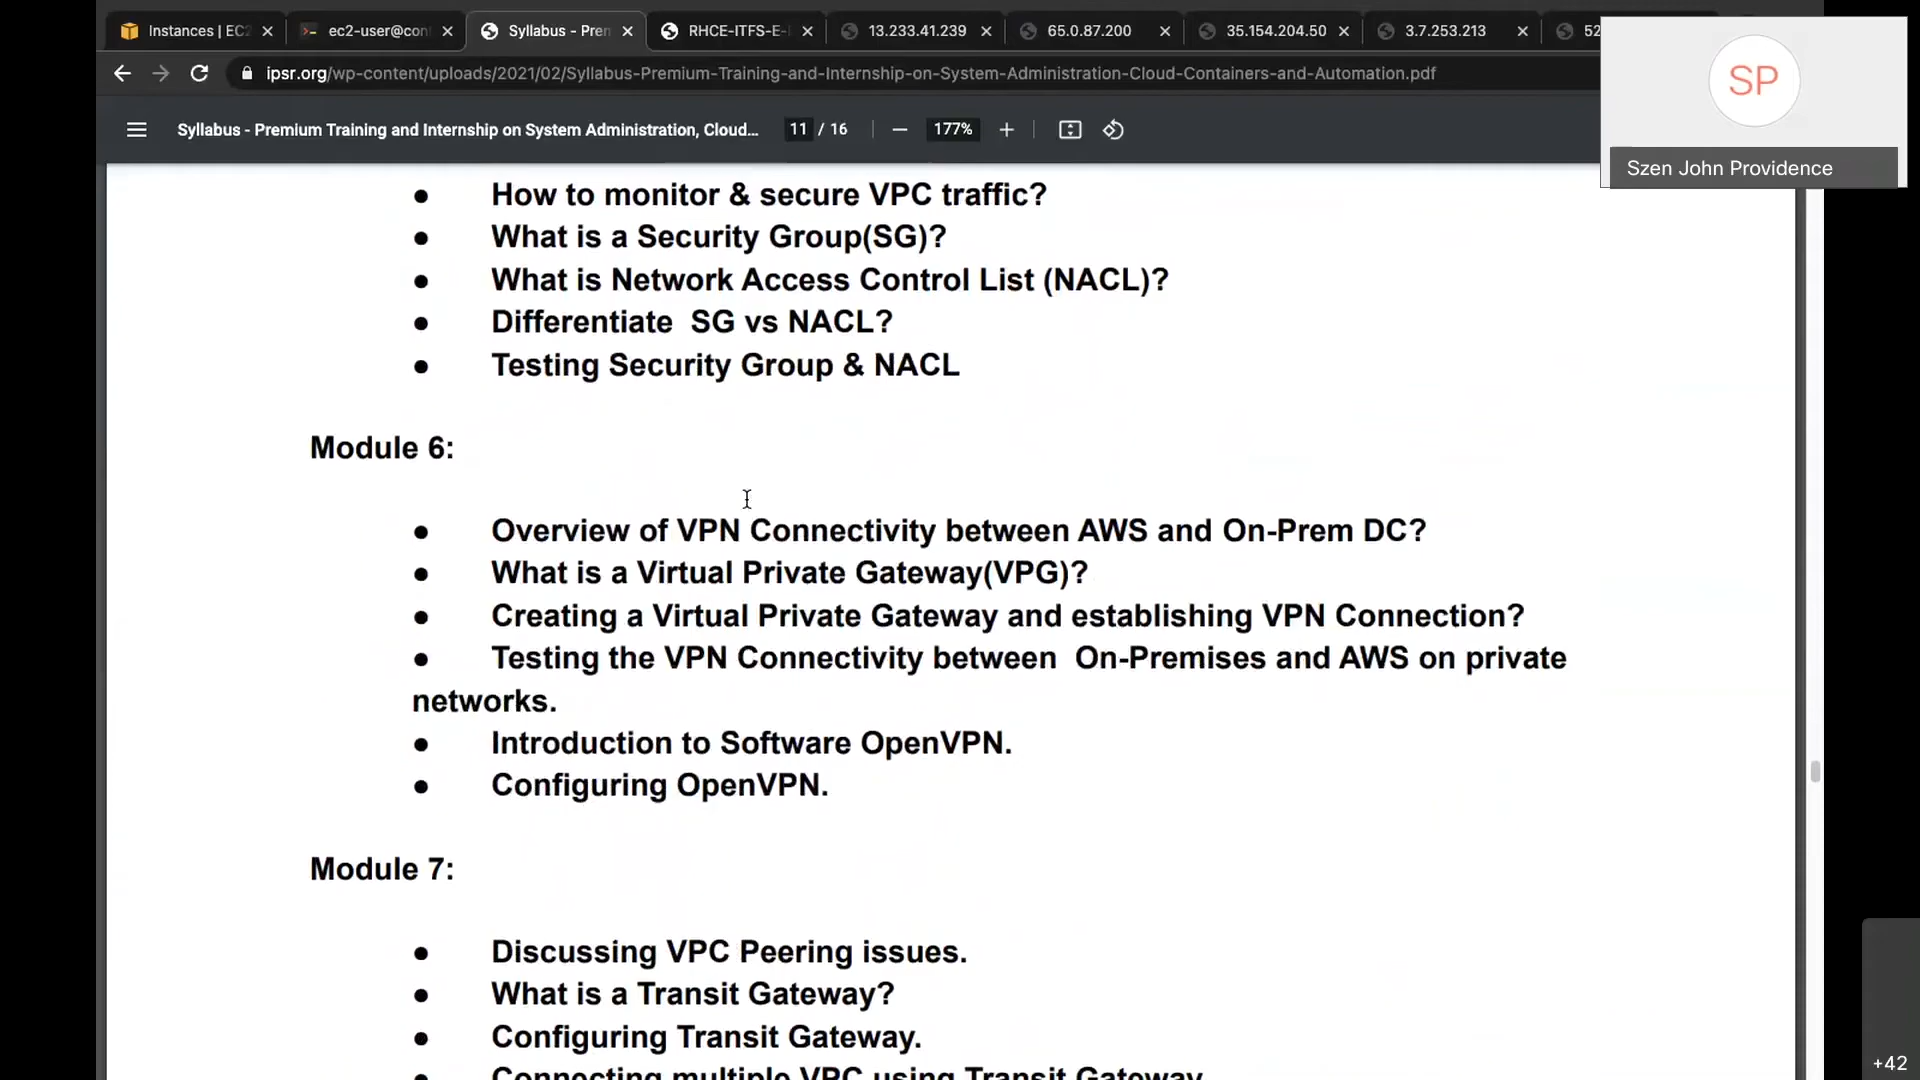 Instances | EC2
ec2-user@con
Syllabus - Prem
RHCE-ITFS-E-
13.233.41.239
65.0.87.200
35.154.204.50
3.7.253.213
52
ipsr.org/wp-content/uploads/2021/02/Syllabus-Premium-Training-and-Internship-on-System-Administration-Cloud-Containers-and-Automation.pdf
SP
Szen John Providence
Syllabus - Premium Training and Internship on System Administration, Cloud... 11 / 16 — 177% +
● How to monitor & secure VPC traffic?
● What is a Security Group(SG)?
● What is Network Access Control List (NACL)?
● Differentiate SG vs NACL?
● Testing Security Group & NACL
Module 6:
● Overview of VPN Connectivity between AWS and On-Prem DC?
● What is a Virtual Private Gateway(VPG)?
● Creating a Virtual Private Gateway and establishing VPN Connection?
● Testing the VPN Connectivity between On-Premises and AWS on private
networks.
● Introduction to Software OpenVPN.
● Configuring OpenVPN.
Module 7:
● Discussing VPC Peering issues.
● What is a Transit Gateway?
● Configuring Transit Gateway.
● Connecting multiple VPC using Transit Gateway
+42